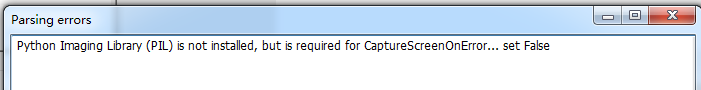 Parsing errors
Python Imaging Library (PIL) is not installed, but is required for CaptureScreenOnError... set False